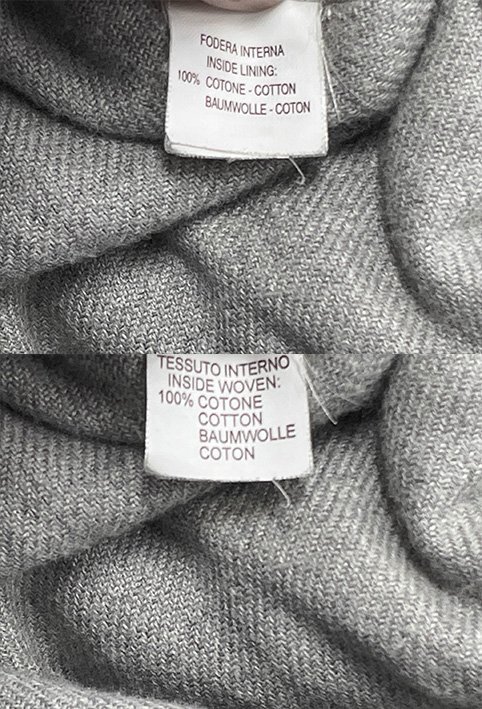 FODERA INTERNA
INSIDE LINING:
100% COTONE - COTTON
BAUMWOLLE - COTON
TESSUTO INTERNO
INSIDE WOVEN:
100% COTONE
COTTON
BAUMWOLLE
COTON